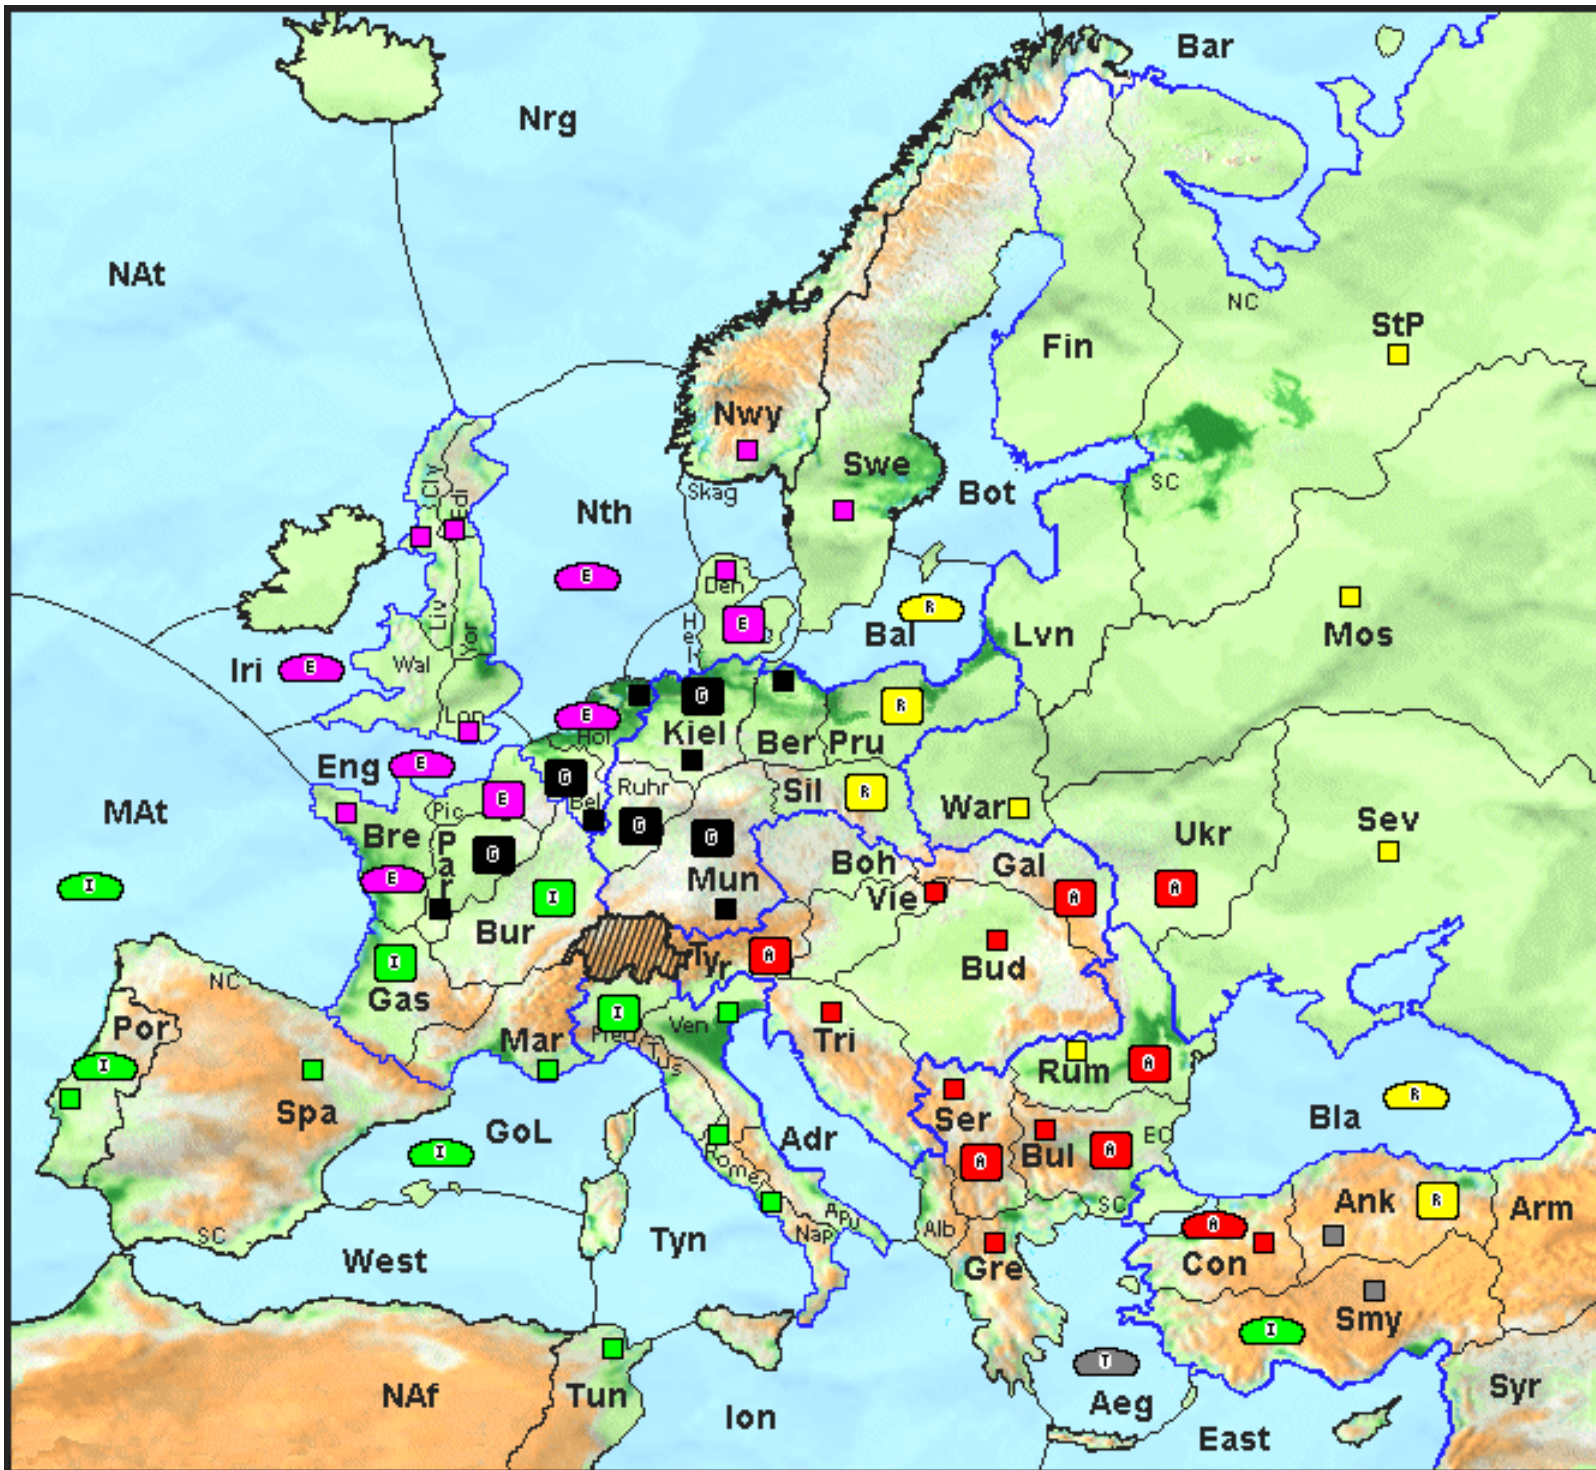 Bar
Nrg
NAt
NC
StP
Fin
Nwy
Swe
Cly
Edi
SC
Skag
Bot
Nth
E
Den
R
E
Hel
Liv
Yor
Bal
Lvn
Mos
Iri
E
Wal
G
R
Lon
E
Hol
Kiel
Ber
Pru
Eng
E
G
Ruhr
Sil
R
War
Sev
MAt
Pic
E
Bel
G
G
Ukr
Bre
Par
G
Boh
Gal
I
E
I
Mun
Vie
A
A
Bur
I
Tyr
A
Bud
NC
Gas
Por
I
Ven
Mar
Pied
Tri
Tus
Rum
A
I
Spa
R
Ser
GoL
I
Adr
Bla
A
Bul
A
EC
Rome
Ank
R
Arm
SC
Apu
Nap
Alb
SC
A
West
Tyn
Gre
Con
Smy
I
T
NAf
Tun
Ion
Aeg
Syr
East